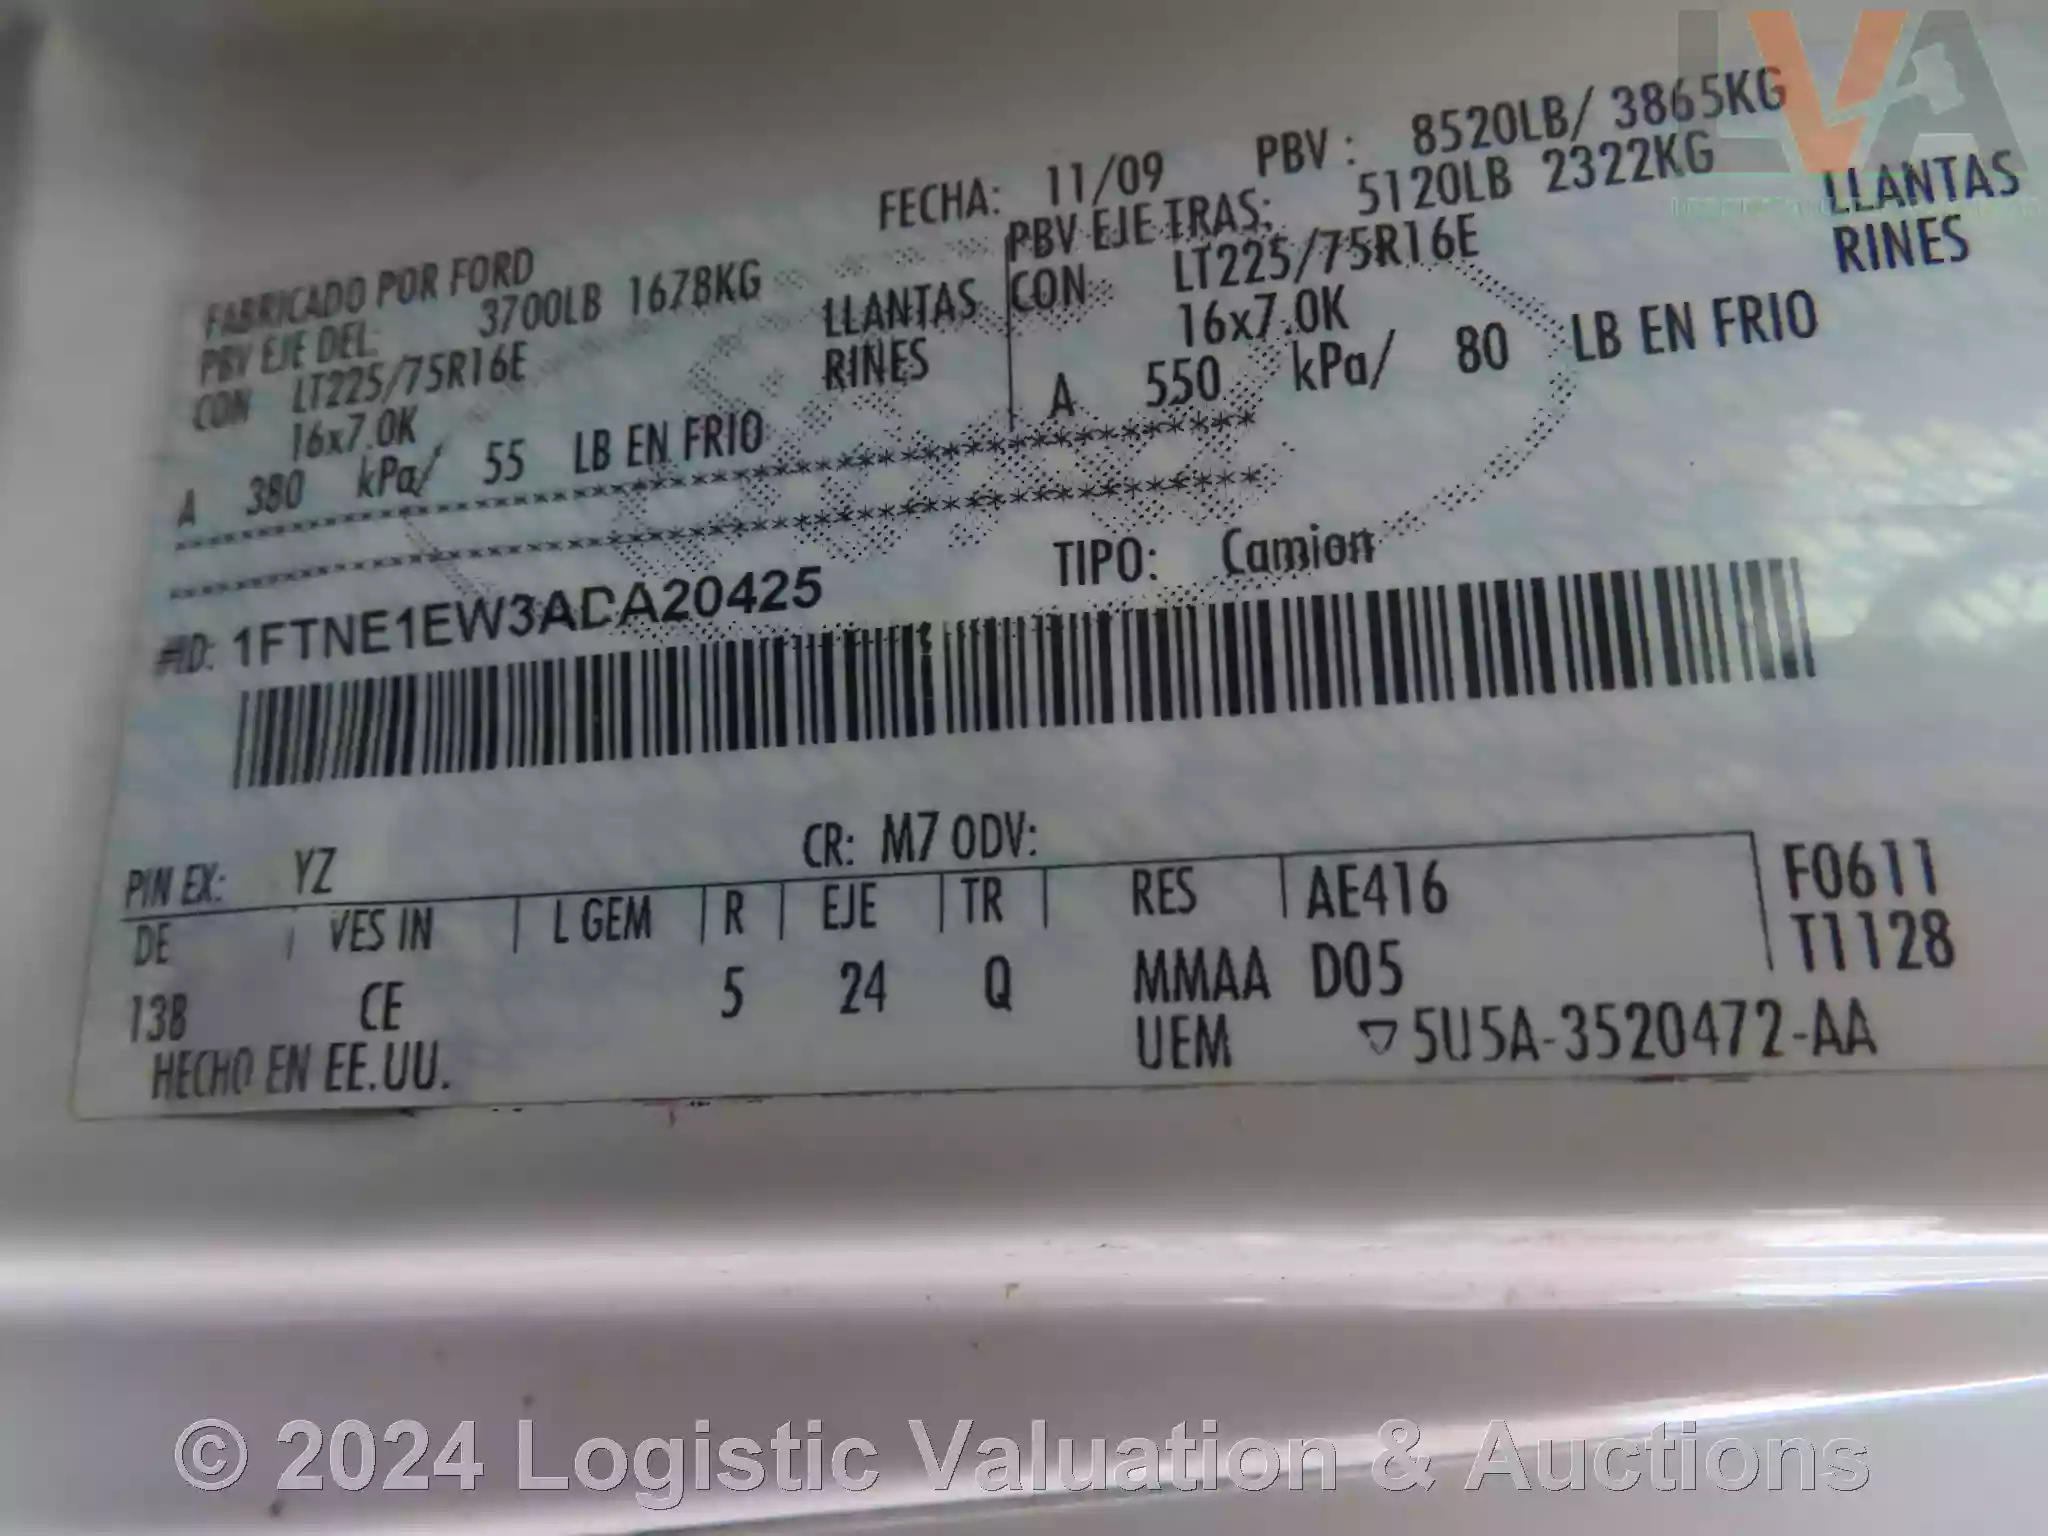 LVA
FECHA: 11/09 PBV : 8520LB/ 3865KG
FABRICADO POR FORD
PBV EJE DEL: 3700LB 1678KG
CON LT225/75R16E LLANTAS
16x7.0K RINES
A 380 kPa/ 55 LB EN FRIO
PBV EJE TRAS: 5120LB 2322KG
CON LT225/75R16E LLANTAS
16x7.0K RINES
A 550 kPa/ 80 LB EN FRIO
#ID: 1FTNE1EW3ADA20425 TIPO: Camion
PIN EX: YZ CR: M7 ODV:
DE VES IN L GEM R EJE TR RES AE416 F0611
138 CE 5 24 Q MMAA D05 T1128
HECHO EN EE.UU. UEM ▽5U5A-3520472-AA
© 2024 Logistic Valuation & Auctions